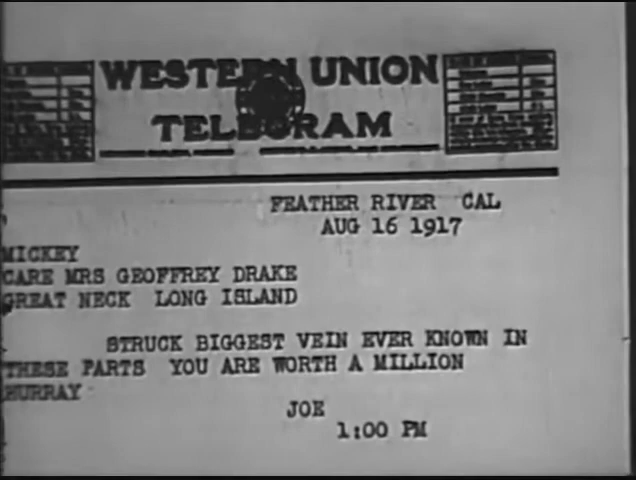 WESTERN UNION
TELEGRAM
FEATHER RIVER CAL
AUG 16 1917
MICKEY
CARE MRS GEOFFREY DRAKE
GREAT NECK LONG ISLAND
STRUCK BIGGEST VEIN EVER KNOWN IN
THESE PARTS YOU ARE WORTH A MILLION
HURRAY
JOE
1:00 PM